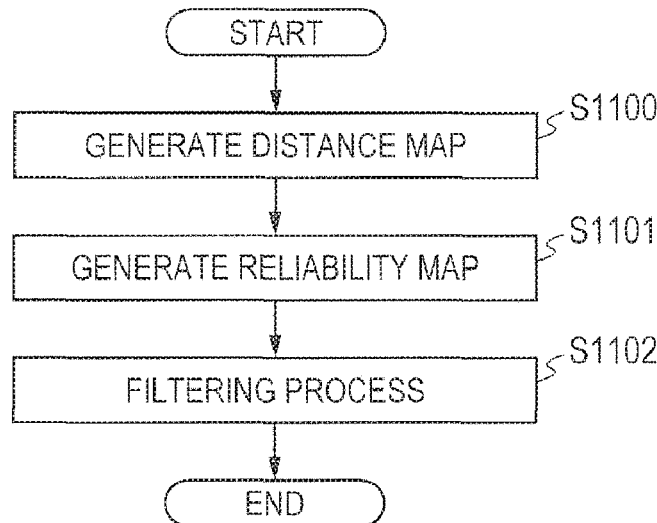 START
S1100
GENERATE DISTANCE MAP
S1101
GENERATE RELIABILITY MAP
S1102
FILTERING PROCESS
END